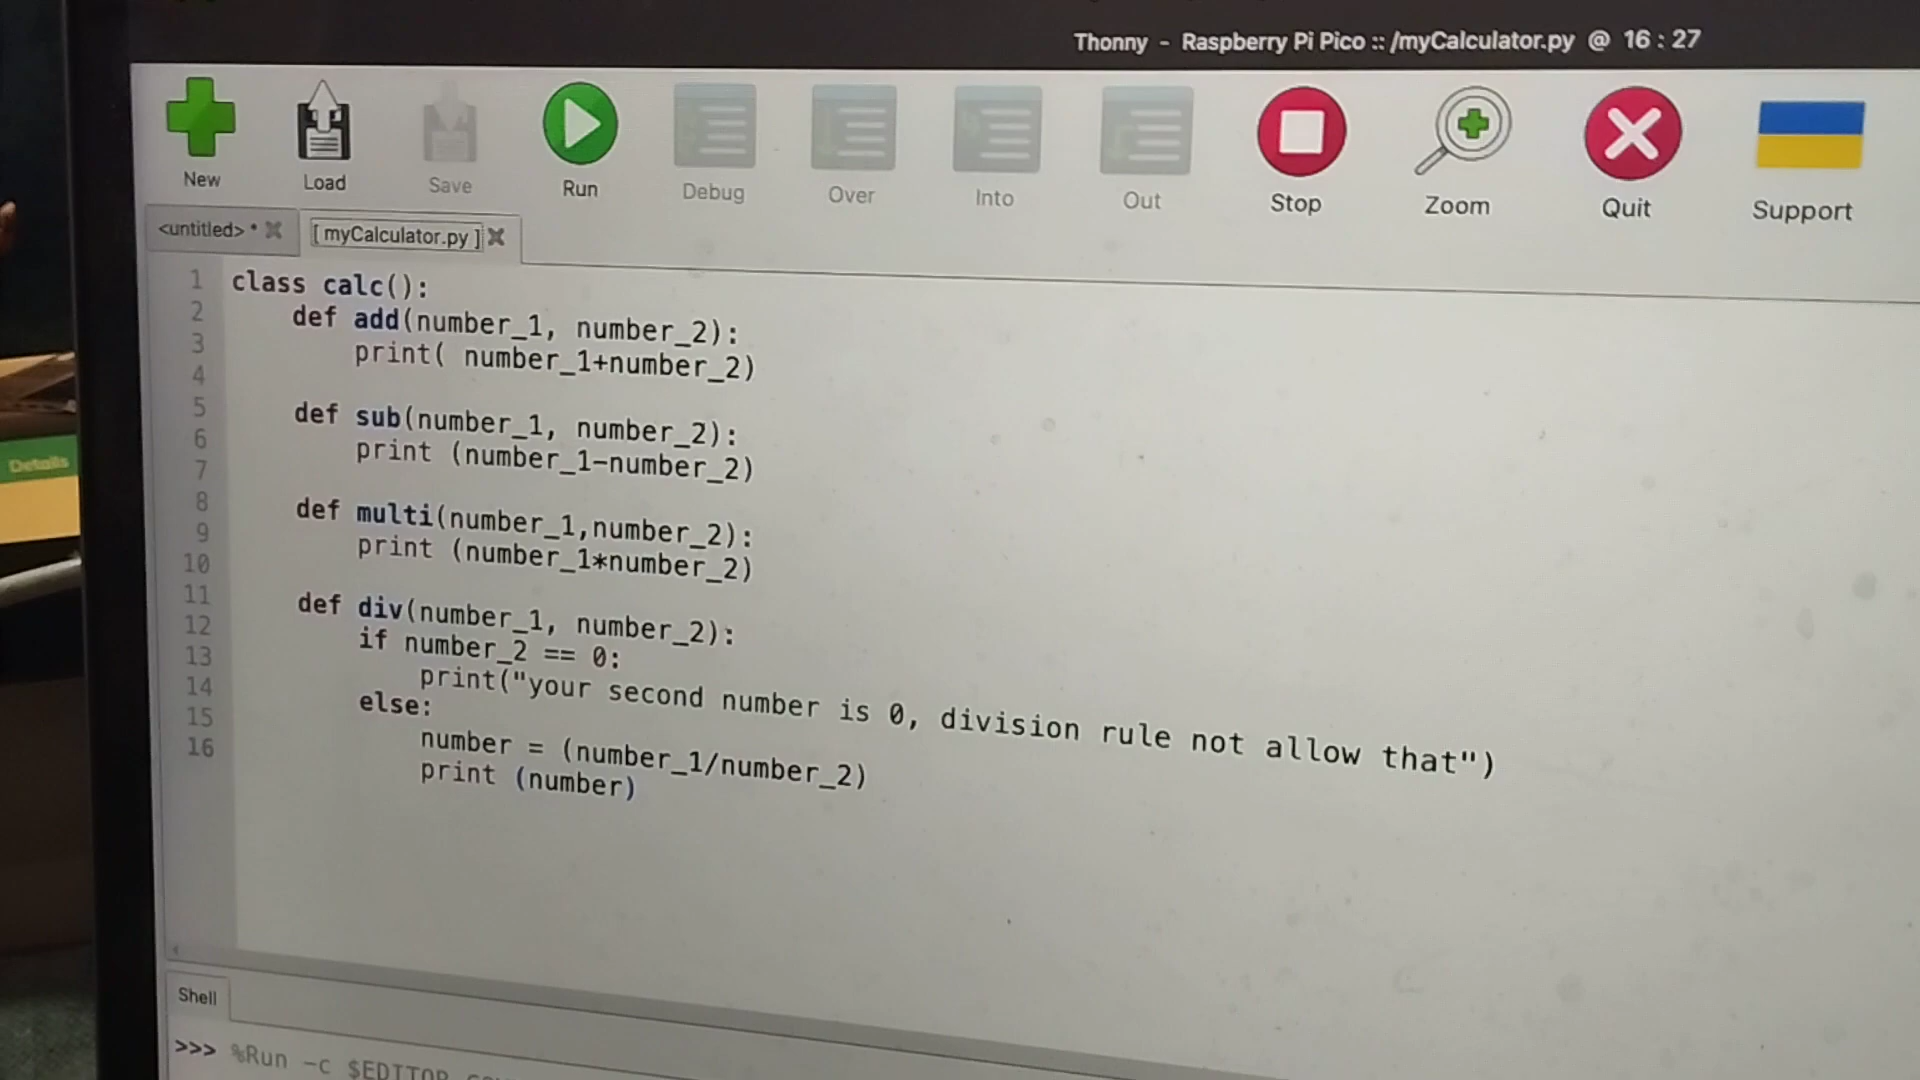 Thonny - Raspberry Pi Pico :: /myCalculator.py @ 16 : 27
New Load Save Run Debug Over Into Out Stop Zoom Quit Support
<untitled> * [ myCalculator.py ]
1 class calc():
2     def add(number_1, number_2):
3         print( number_1+number_2)
4
5     def sub(number_1, number_2):
6         print (number_1-number_2)
7
8     def multi(number_1,number_2):
9         print (number_1*number_2)
10
11     def div(number_1, number_2):
12         if number_2 == 0:
13             print("your second number is 0, division rule not allow that")
14         else:
15             number = (number_1/number_2)
16             print (number)
Details
Shell
>>> %Run -c $EDITOR